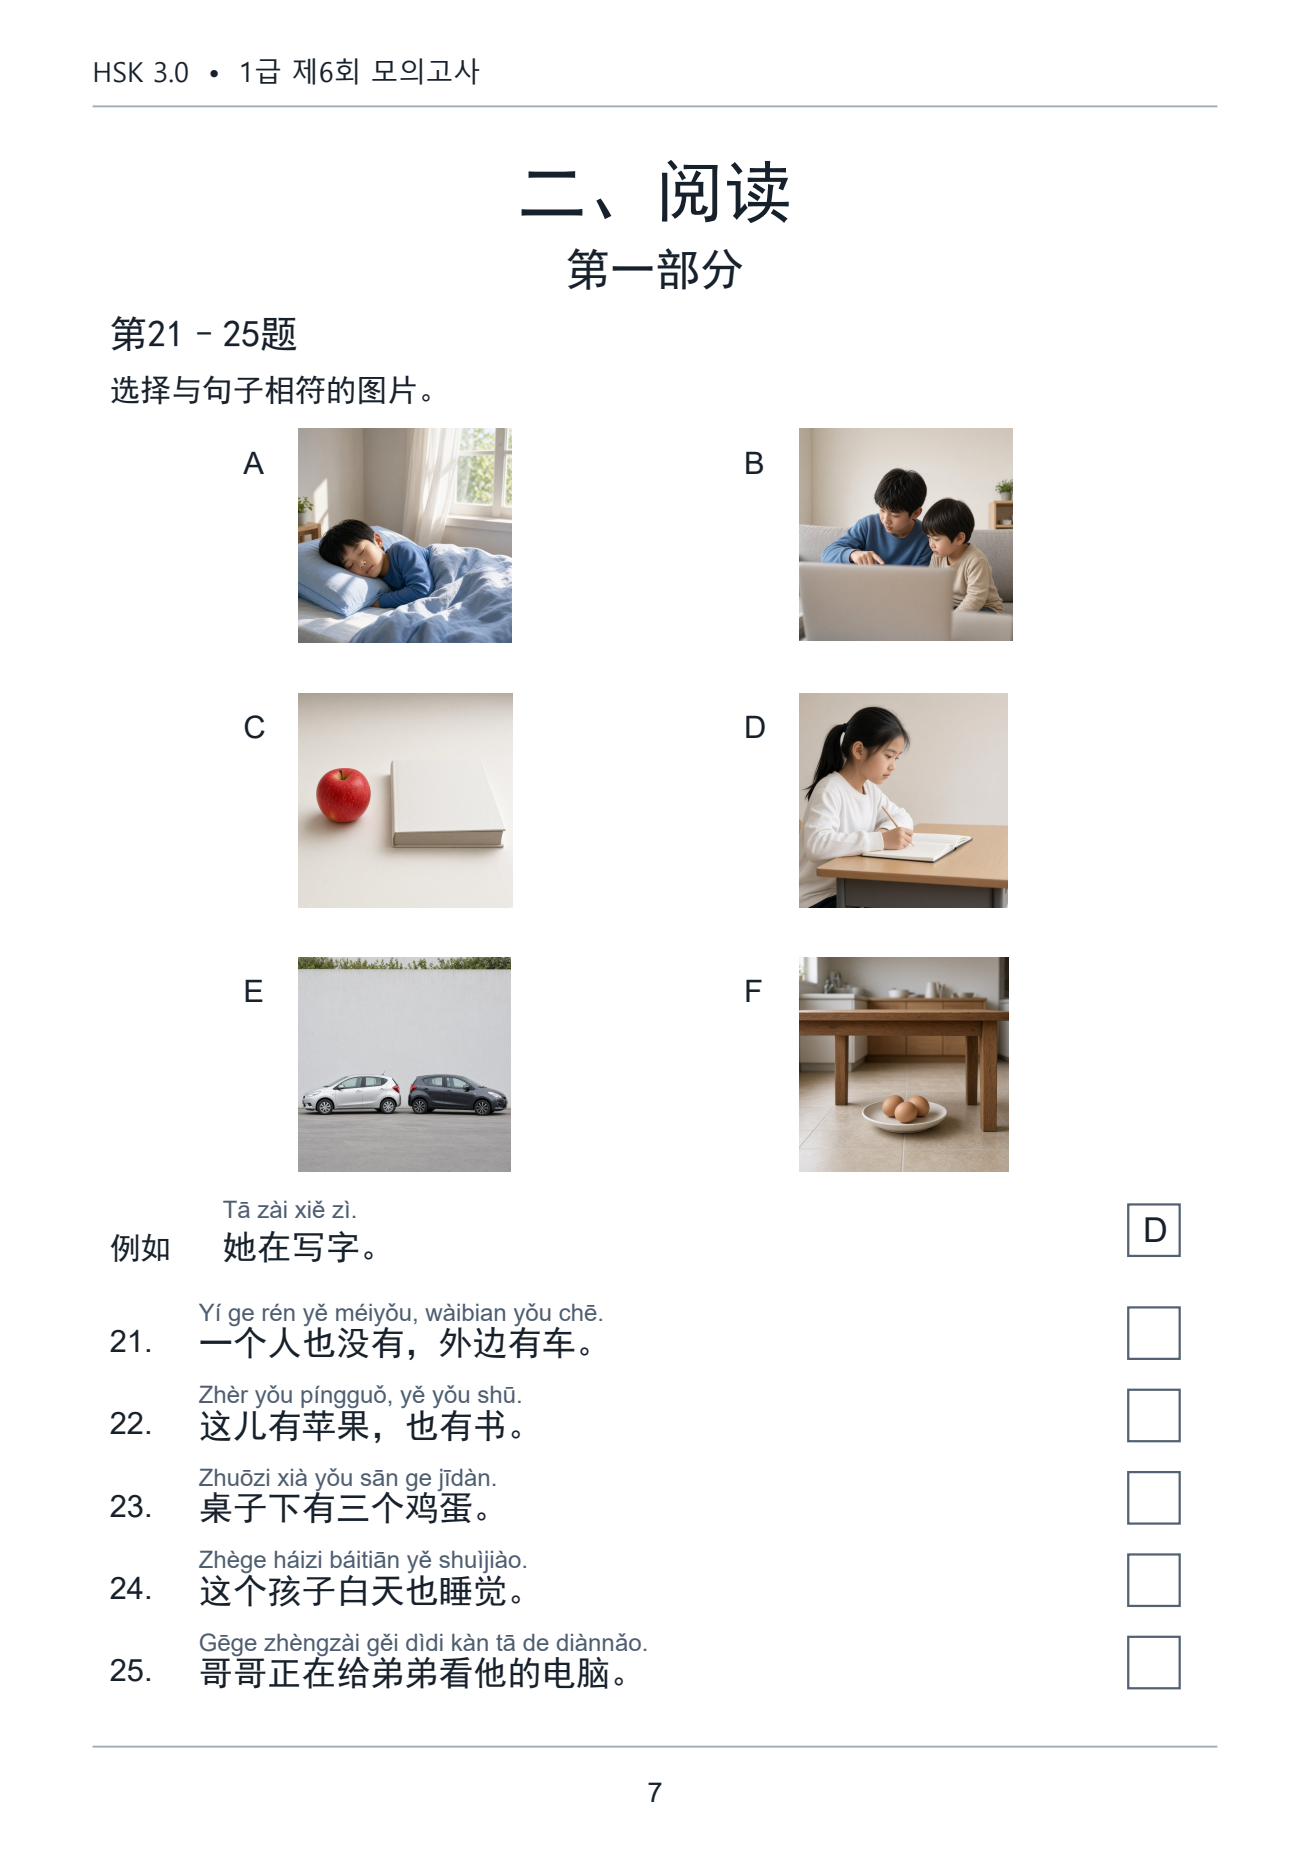 HSK 3.0 • 1급 제6회 모의고사
二、阅读
第一部分
第21－25题
选择与句子相符的图片。
A
B
C
D
E
F
Tā zài xiě zì.
例如 她在写字。 D
Yí ge rén yě méiyǒu, wàibian yǒu chē.
21. 一个人也没有，外边有车。
Zhèr yǒu píngguǒ, yě yǒu shū.
22. 这儿有苹果，也有书。
Zhuōzi xià yǒu sān ge jīdàn.
23. 桌子下有三个鸡蛋。
Zhège háizi báitiān yě shuìjiào.
24. 这个孩子白天也睡觉。
Gēge zhèngzài gěi dìdi kàn tā de diànnǎo.
25. 哥哥正在给弟弟看他的电脑。
7